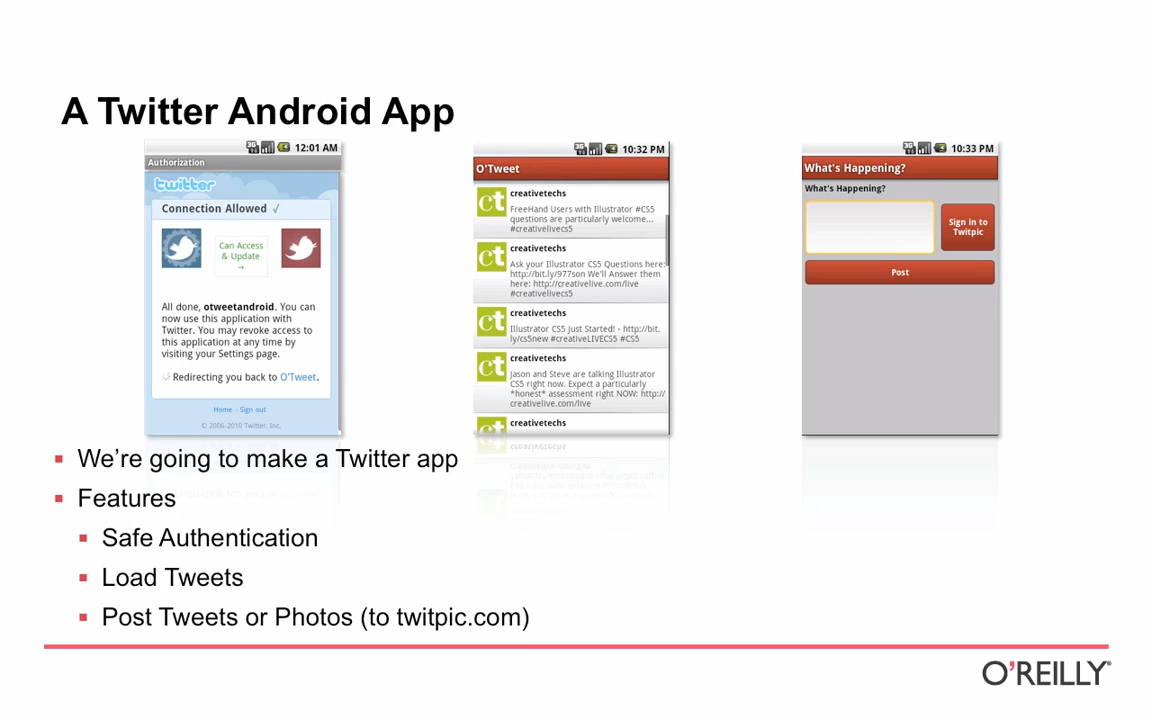 A Twitter Android App
12:01 AM
Authorization
twitter
Connection Allowed ✓
Can Access
& Update
→
All done, otweetandroid. You can
now use this application with
Twitter. You may revoke access to
this application at any time by
visiting your Settings page.
Redirecting you back to O'Tweet.
Home · Sign out
© 2006-2010 Twitter, Inc.
10:32 PM
O'Tweet
ct
creativetechs
FreeHand Users with Illustrator #CS5
questions are particularly welcome...
#creativelivecs5
ct
creativetechs
Ask your Illustrator CS5 Questions here:
http://bit.ly/977son We'll Answer them
here: http://creativelive.com/live
#creativelivecs5
ct
creativetechs
Illustrator CS5 Just Started! - http://bit.
ly/cs5new #creativeLIVECS5 #CS5
ct
creativetechs
Jason and Steve are talking Illustrator
CS5 right now. Expect a particularly
*honest* assessment right NOW: http://
creativelive.com/live
creativetechs
10:33 PM
What's Happening?
What's Happening?
Sign in to
Twitpic
Post
▪ We're going to make a Twitter app
▪ Features
▪ Safe Authentication
▪ Load Tweets
▪ Post Tweets or Photos (to twitpic.com)
O'REILLY®